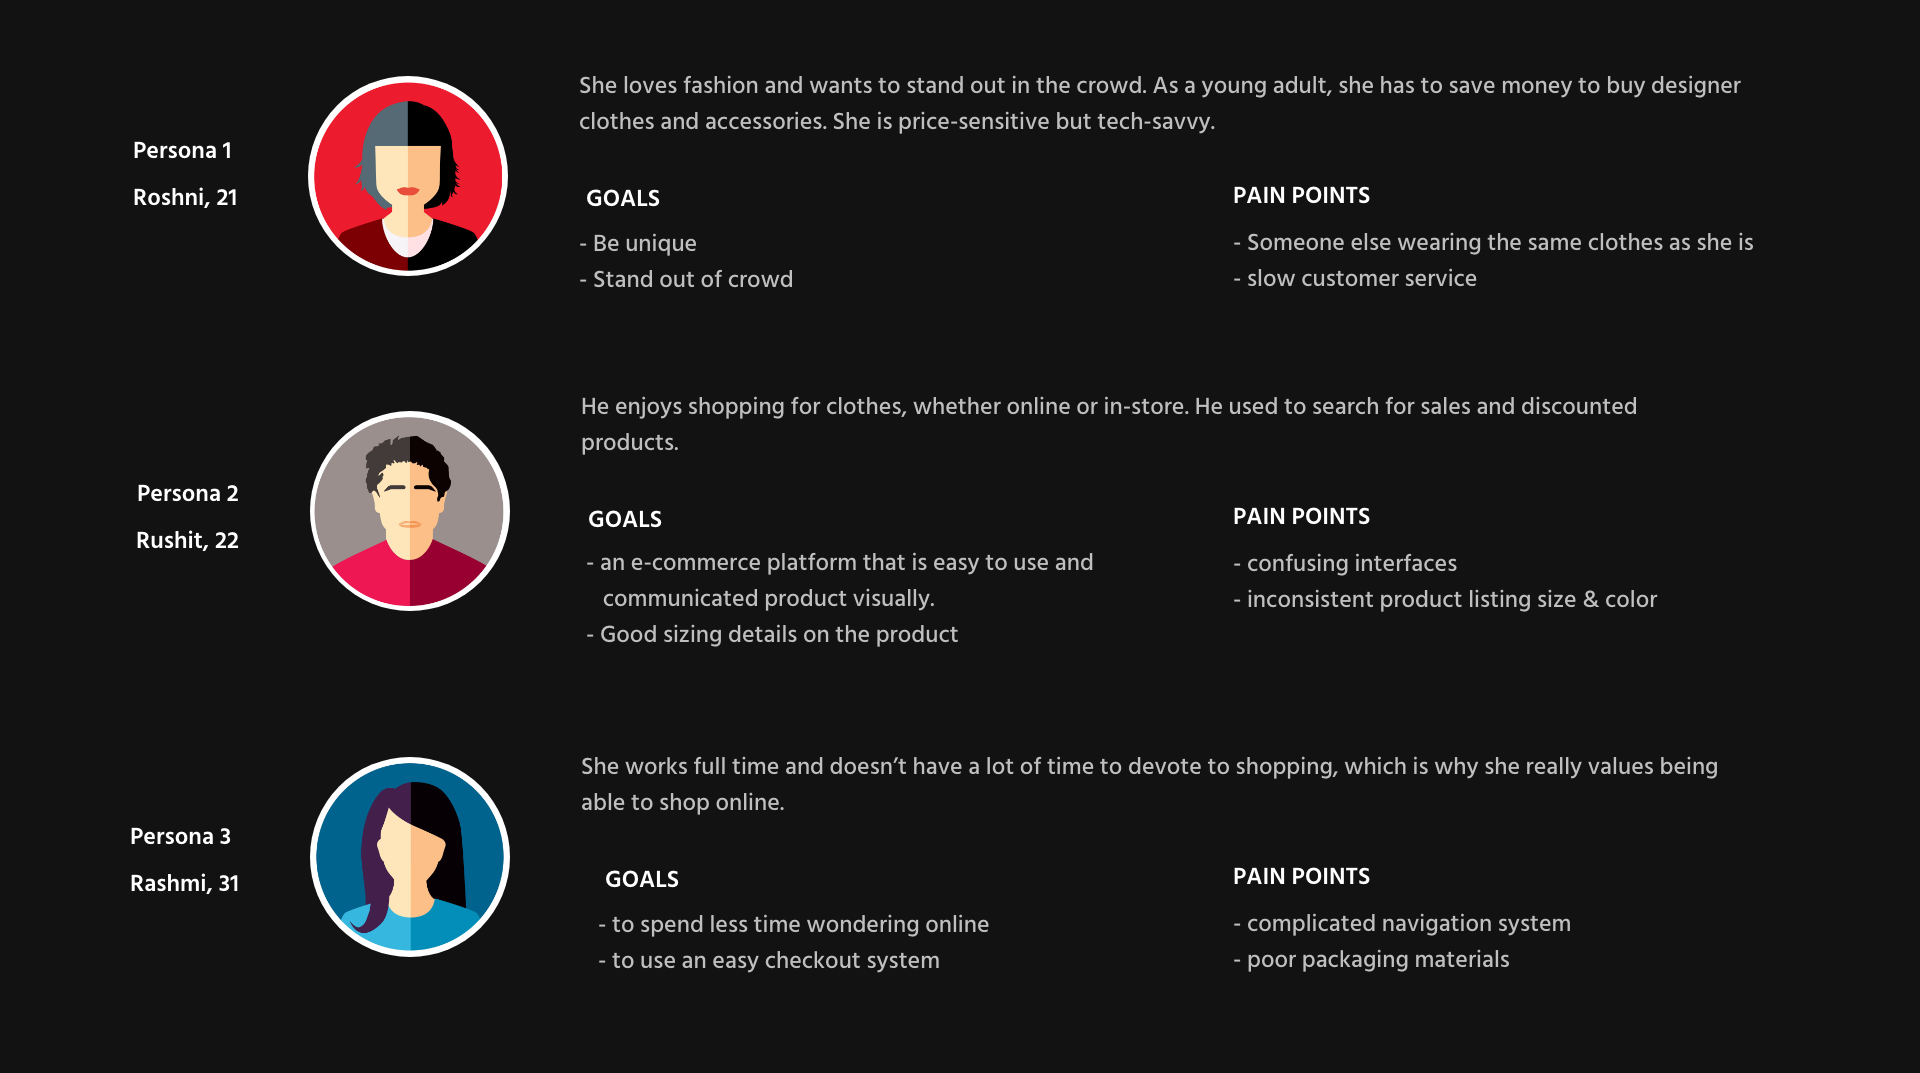 Persona 1
Roshni, 21
She loves fashion and wants to stand out in the crowd. As a young adult, she has to save money to buy designer
clothes and accessories. She is price-sensitive but tech-savvy.
GOALS
- Be unique
- Stand out of crowd
PAIN POINTS
- Someone else wearing the same clothes as she is
- slow customer service
Persona 2
Rushit, 22
He enjoys shopping for clothes, whether online or in-store. He used to search for sales and discounted
products.
GOALS
- an e-commerce platform that is easy to use and
communicated product visually.
- Good sizing details on the product
PAIN POINTS
- confusing interfaces
- inconsistent product listing size & color
Persona 3
Rashmi, 31
She works full time and doesn’t have a lot of time to devote to shopping, which is why she really values being
able to shop online.
GOALS
- to spend less time wondering online
- to use an easy checkout system
PAIN POINTS
- complicated navigation system
- poor packaging materials